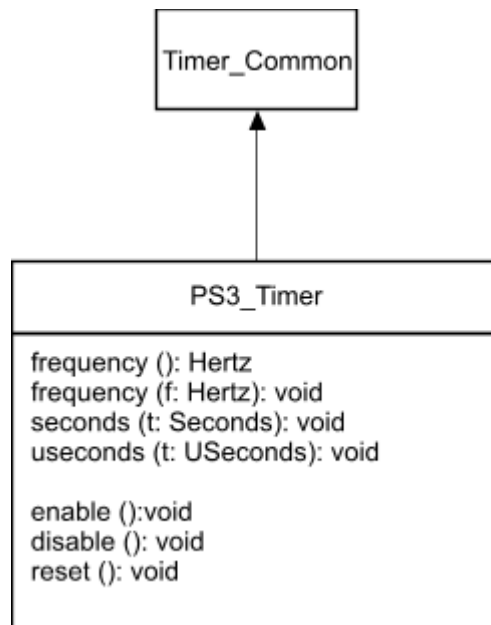 Timer_Common
PS3_Timer
frequency (): Hertz
frequency (f: Hertz): void
seconds (t: Seconds): void
useconds (t: USeconds): void
enable ():void
disable (): void
reset (): void